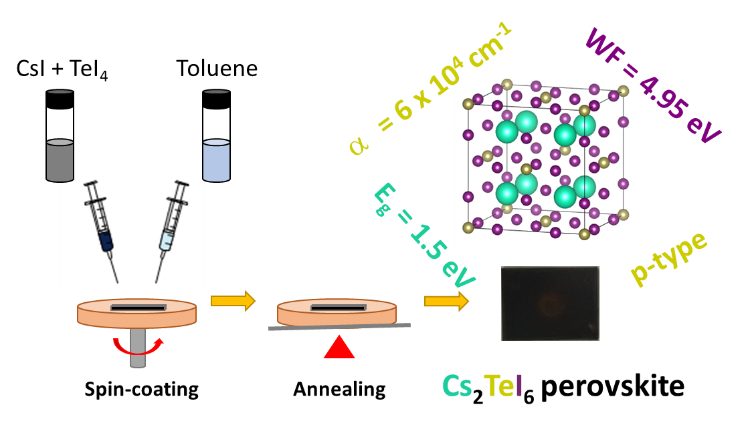 CsI + TeI₄
Toluene
α = 6 x 10⁴ cm⁻¹
WF = 4.95 eV
E_g = 1.5 eV
p-type
Spin-coating
Annealing
Cs₂TeI₆ perovskite